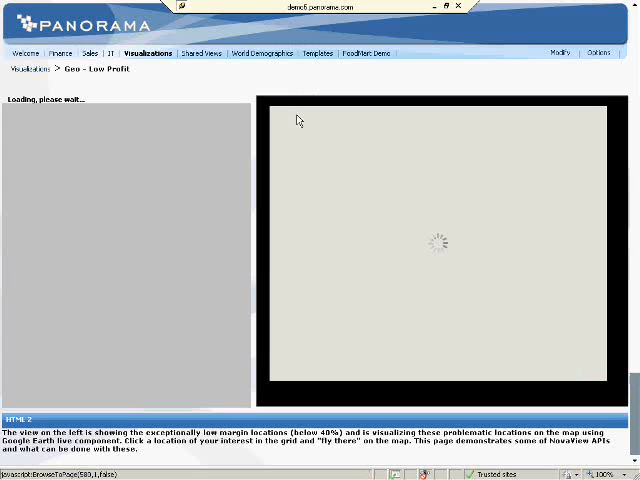 demo6.panorama.com
PANORAMA
Welcome Finance Sales IT Visualizations Shared Views World Demographics Templates FoodMart Demo Modify Options
Visualizations > Geo - Low Profit
Loading, please wait...
HTML 2
The view on the left is showing the exceptionally low margin locations (below 40%) and is visualizing these problematic locations on the map using
Google Earth live component. Click a location of your interest in the grid and "fly there" on the map. This page demonstrates some of NovaView APIs
and what can be done with these.
javascript:BrowseToPage(580,1,false) Trusted sites 100%